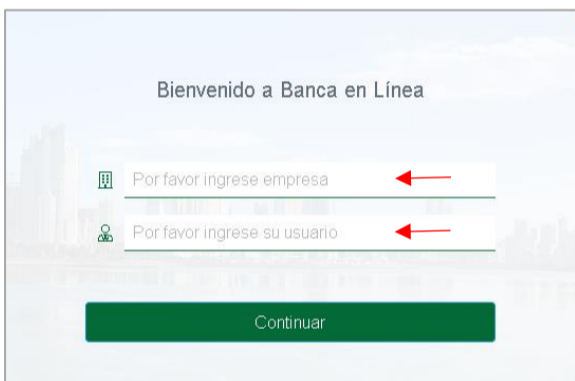 Bienvenido a Banca en Línea
Por favor ingrese empresa
Por favor ingrese su usuario
Continuar